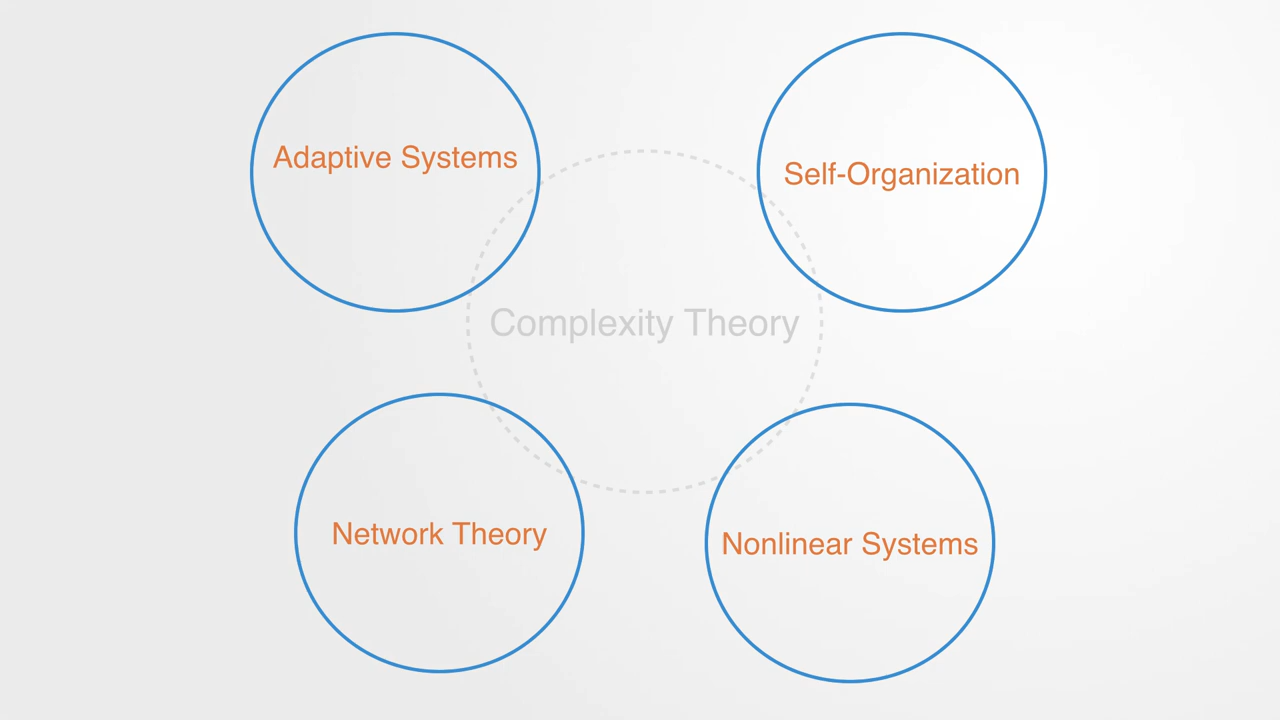 Adaptive Systems
Self-Organization
Complexity Theory
Network Theory
Nonlinear Systems